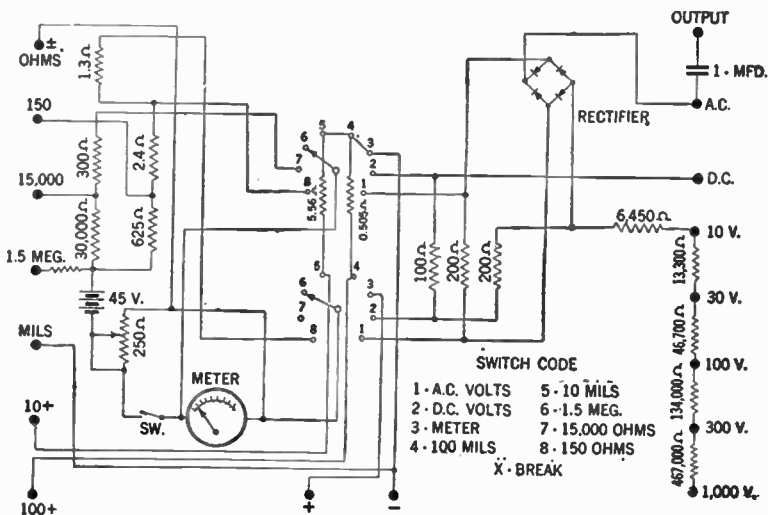 OUTPUT
±
OHMS
1.3Ω
1·MFD.
A.C.
RECTIFIER
150
300Ω
2.4Ω
5
4
6
3
7
2
8
1
5.56Ω
0.505Ω
D.C.
15,000
30,000Ω
625Ω
6,450Ω
10 V.
100Ω
200Ω
200Ω
13,300Ω
1.5 MEG.
45 V.
5
4
6
3
7
2
8
1
30 V.
46,700Ω
MILS
250Ω
METER
SW.
100 V.
134,000Ω
SWITCH CODE
1·A.C. VOLTS
5·10 MILS
2·D.C. VOLTS
6·1.5 MEG.
3·METER
7·15,000 OHMS
4·100 MILS
8·150 OHMS
X·BREAK
10+
300 V.
467,000Ω
100+
+
-
1,000 V.